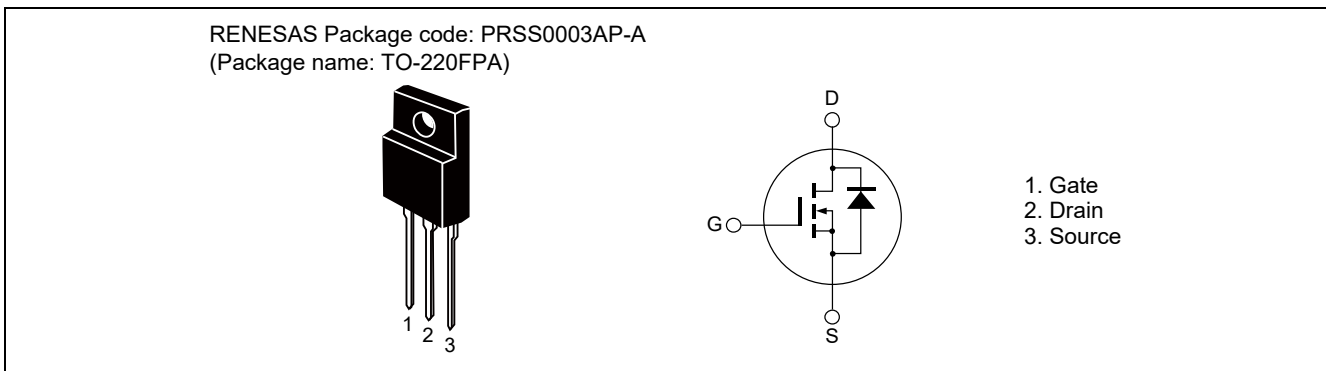 RENESAS Package code: PRSS0003AP-A
(Package name: TO-220FPA)
1
2
3
D
G
S
1. Gate
2. Drain
3. Source